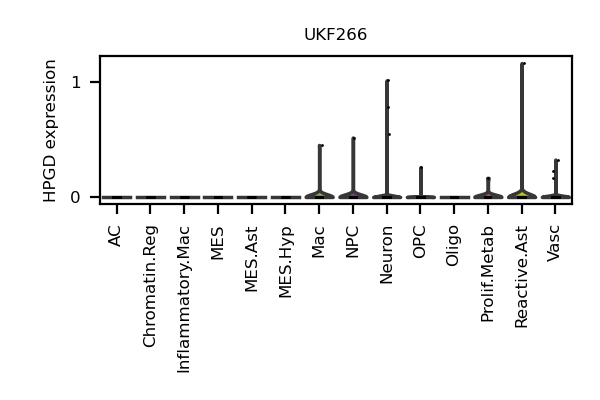 UKF266
HPGD expression
1
0
AC
Chromatin.Reg
Inflammatory.Mac
MES
MES.Ast
MES.Hyp
Mac
NPC
Neuron
OPC
Oligo
Prolif.Metab
Reactive.Ast
Vasc